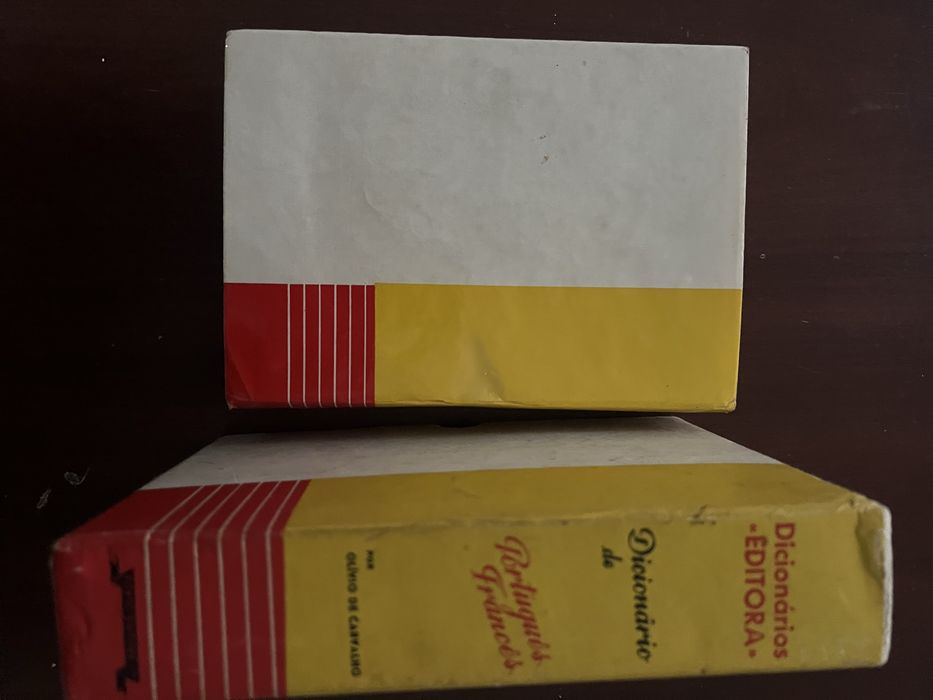 Dicionários
«EDITORA»
Dicionário
de
Português
Francês
POR
OLÍVIO DE CARVALHO